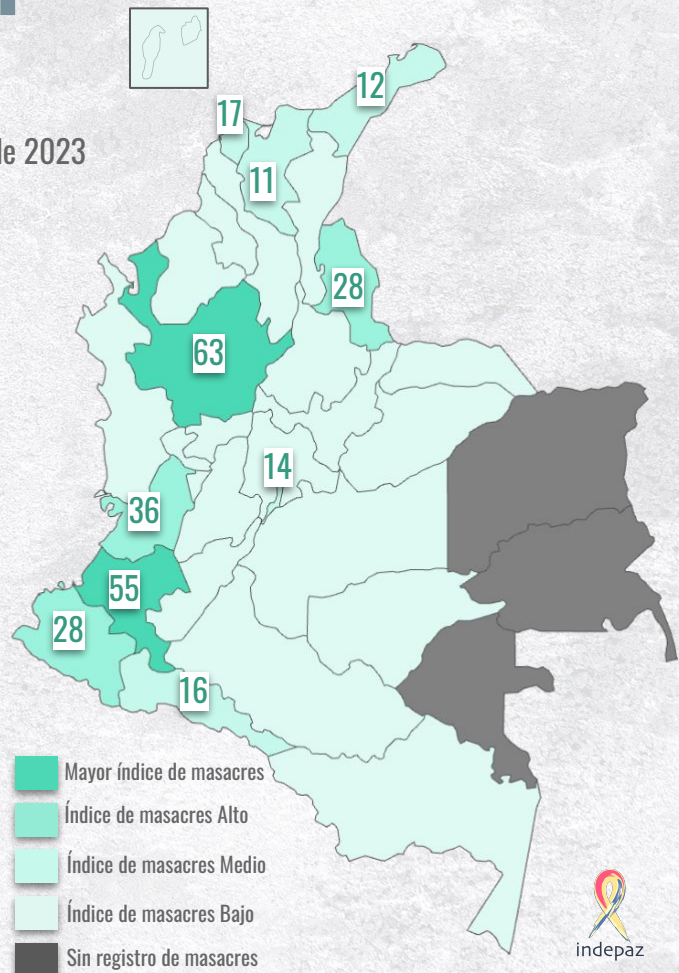 12
17
de 2023
11
28
63
14
36
55
28
16
Mayor índice de masacres
Índice de masacres Alto
Índice de masacres Medio
Índice de masacres Bajo
Sin registro de masacres
indepaz